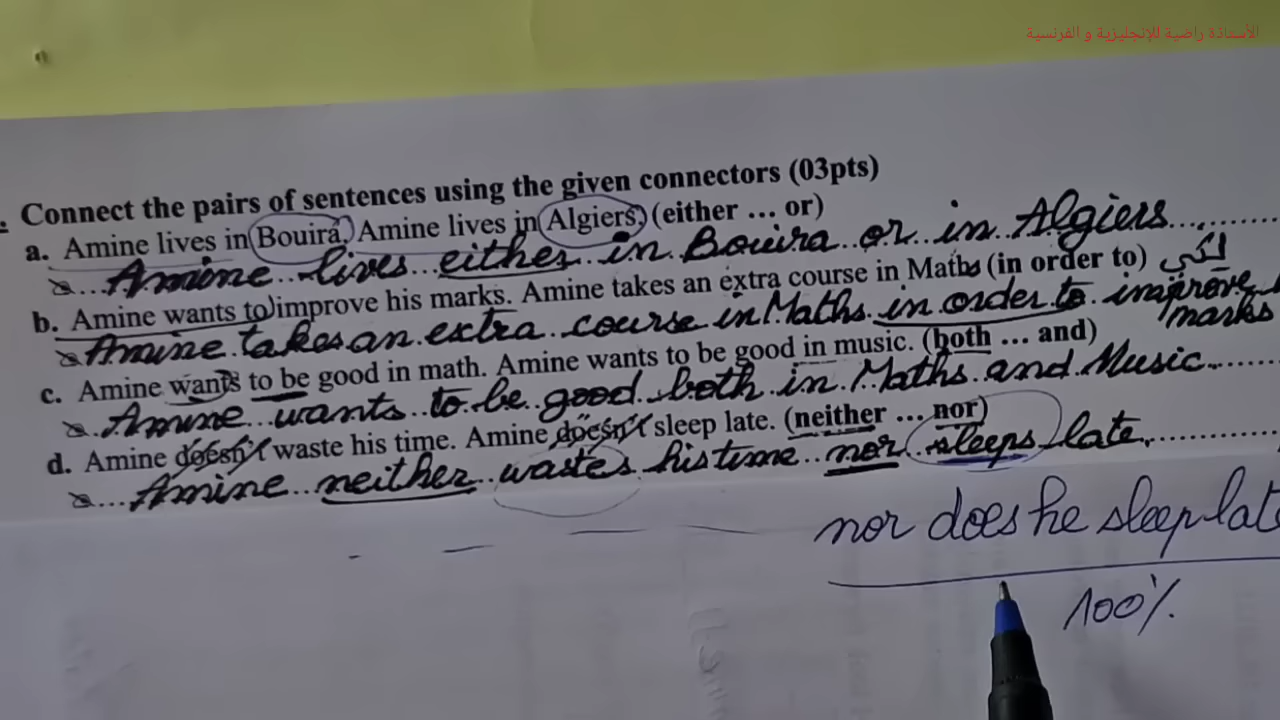 الأستاذة راضية للإنجليزية و الفرنسية
Connect the pairs of sentences using the given connectors (03pts)
a. Amine lives in Bouira. Amine lives in Algiers. (either ... or)
Amine lives either in Bouira or in Algiers
b. Amine wants to improve his marks. Amine takes an extra course in Maths (in order to) لكي
Amine takes an extra course in Maths in order to improve
marks
c. Amine wants to be good in math. Amine wants to be good in music. (both ... and)
Amine wants to be good both in Maths and Music
d. Amine doesn't waste his time. Amine doesn't sleep late. (neither ... nor)
Amine neither wastes his time nor sleeps late
nor does he sleep lat
100%